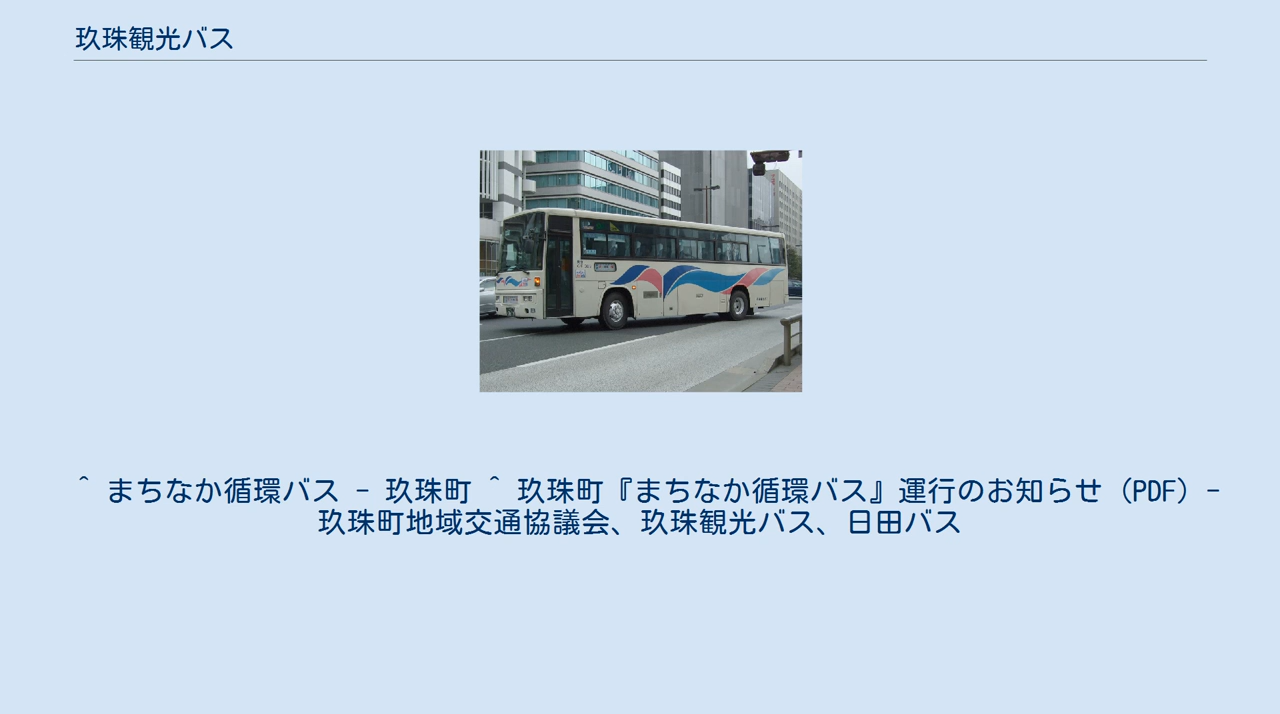 玖珠観光バス
^ まちなか循環バス - 玖珠町 ^ 玖珠町『まちなか循環バス』運行のお知らせ（PDF）-
玖珠町地域交通協議会、玖珠観光バス、日田バス